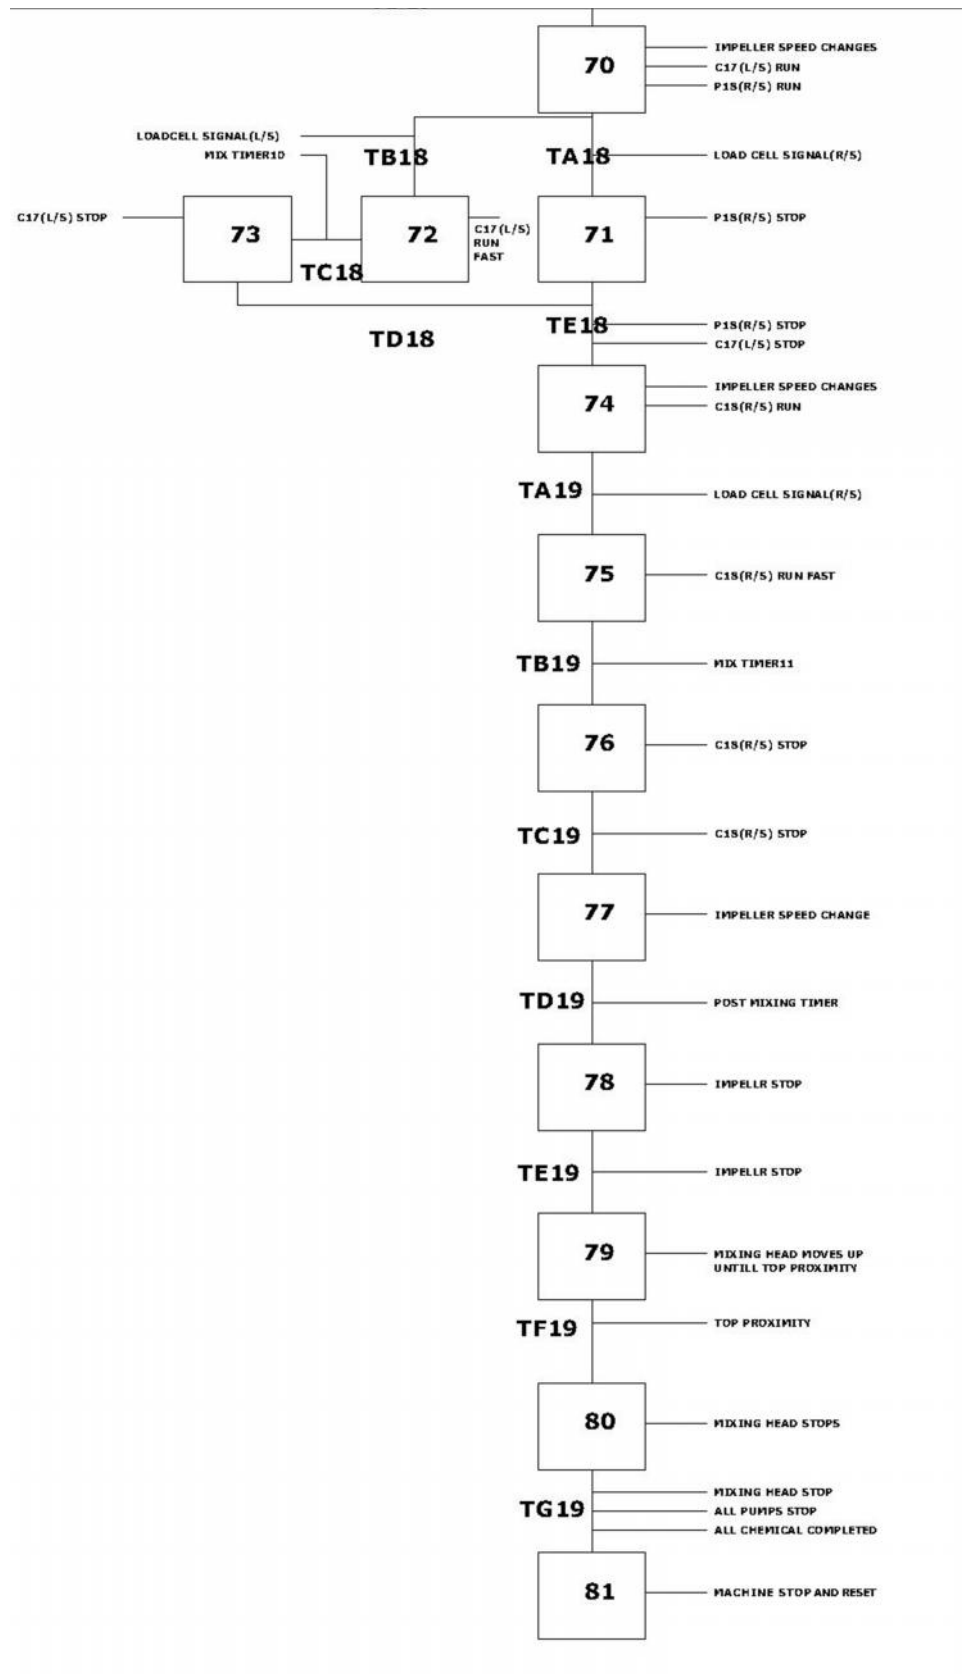 70
IMPELLER SPEED CHANGES
C17(L/S) RUN
P18(R/S) RUN
LOADCELL SIGNAL(L/S)
MIX TIMER10
TB18
TA18
LOAD CELL SIGNAL(R/S)
C17(L/S) STOP
73
72
C17(L/S)
RUN
FAST
71
P18(R/S) STOP
TC18
TD18
TE18
P18(R/S) STOP
C17(L/S) STOP
74
IMPELLER SPEED CHANGES
C18(R/S) RUN
TA19
LOAD CELL SIGNAL(R/S)
75
C18(R/S) RUN FAST
TB19
MIX TIMER11
76
C18(R/S) STOP
TC19
C18(R/S) STOP
77
IMPELLER SPEED CHANGE
TD19
POST MIXING TIMER
78
IMPELLR STOP
TE19
IMPELLR STOP
79
MIXING HEAD MOVES UP
UNTILL TOP PROXIMITY
TF19
TOP PROXIMITY
80
MIXING HEAD STOPS
TG19
MIXING HEAD STOP
ALL PUMPS STOP
ALL CHEMICAL COMPLETED
81
MACHINE STOP AND RESET